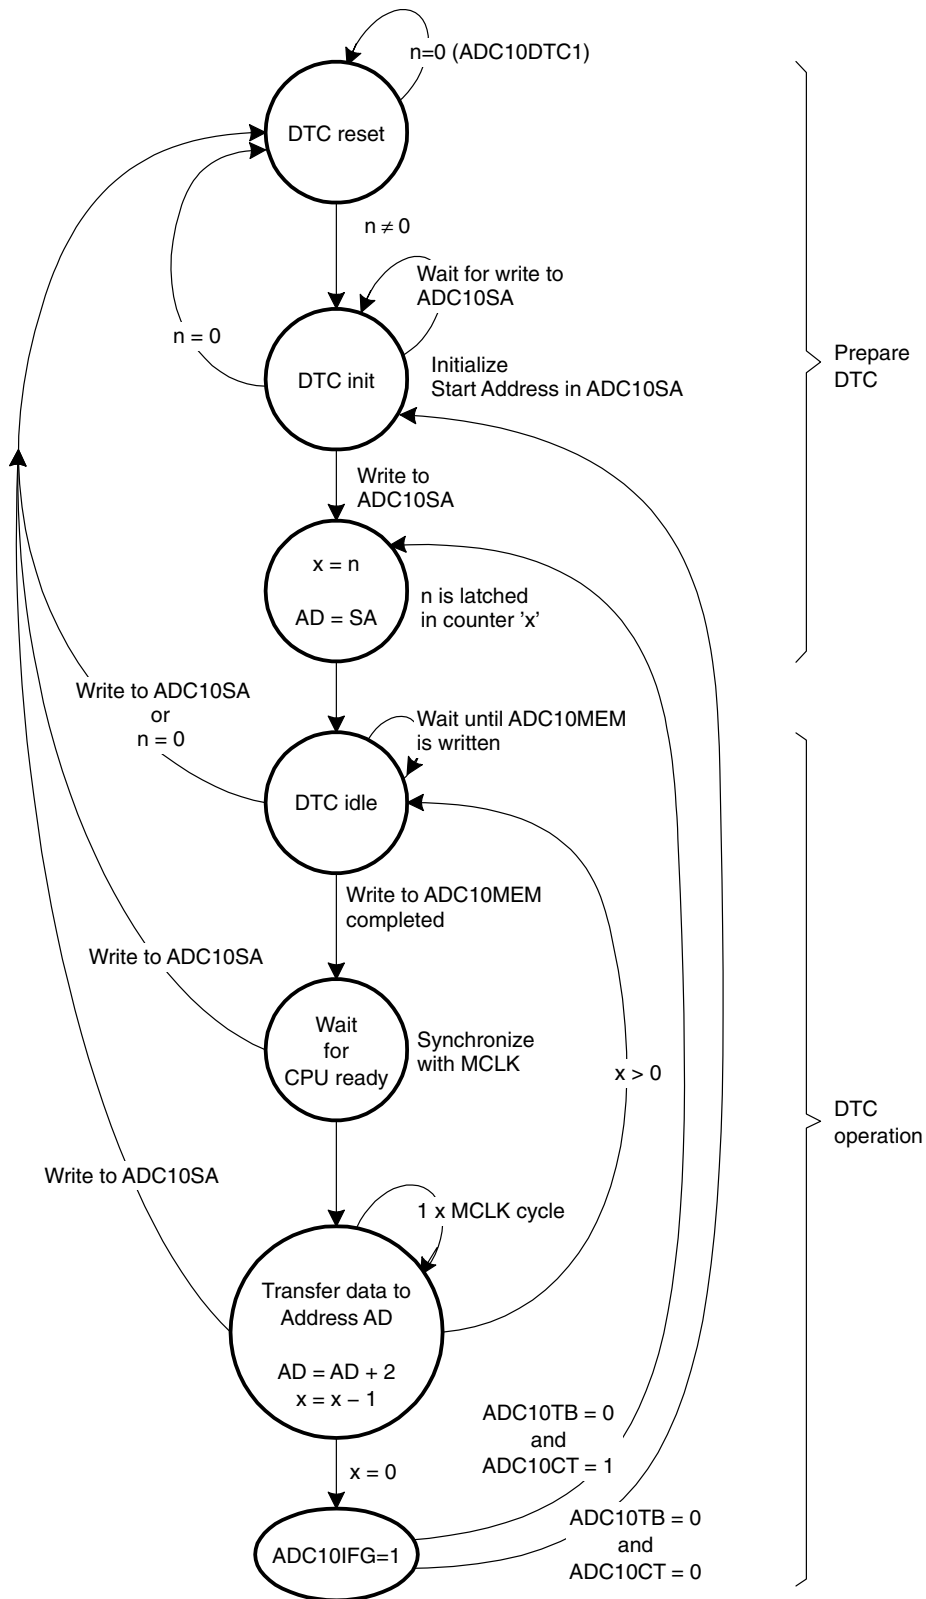 n=0 (ADC10DTC1)
DTC reset
n ≠ 0
Wait for write to
ADC10SA
n = 0
DTC init
Initialize
Start Address in ADC10SA
Prepare
DTC
Write to
ADC10SA
x = n
AD = SA
n is latched
in counter ’x’
Write to ADC10SA
or
n = 0
Wait until ADC10MEM
is written
DTC idle
Write to ADC10MEM
completed
Write to ADC10SA
Wait
for
CPU ready
Synchronize
with MCLK
x > 0
DTC
operation
Write to ADC10SA
1 x MCLK cycle
Transfer data to
Address AD
AD = AD + 2
x = x − 1
ADC10TB = 0
and
ADC10CT = 1
x = 0
ADC10IFG=1
ADC10TB = 0
and
ADC10CT = 0